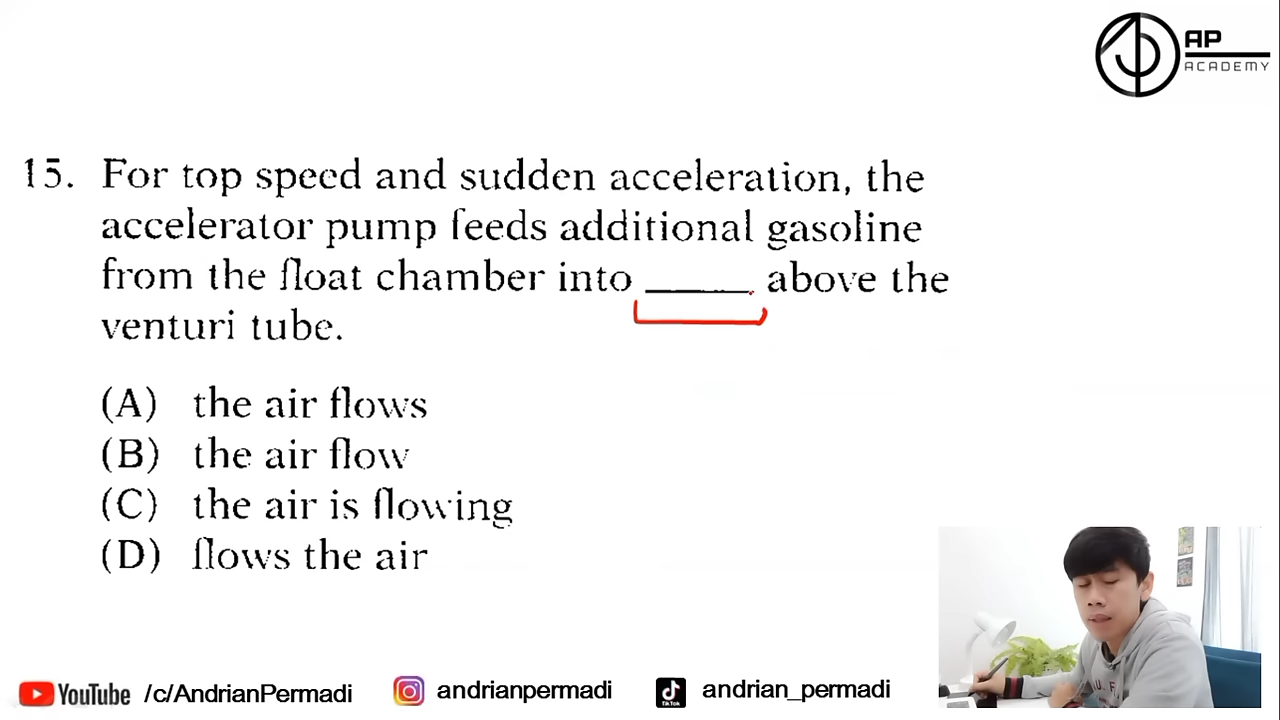 AP
ACADEMY
15. For top speed and sudden acceleration, the
accelerator pump feeds additional gasoline
from the float chamber into ______ above the
venturi tube.
(A) the air flows
(B) the air flow
(C) the air is flowing
(D) flows the air
YouTube /c/AndrianPermadi
andrianpermadi
TikTok
andrian_permadi